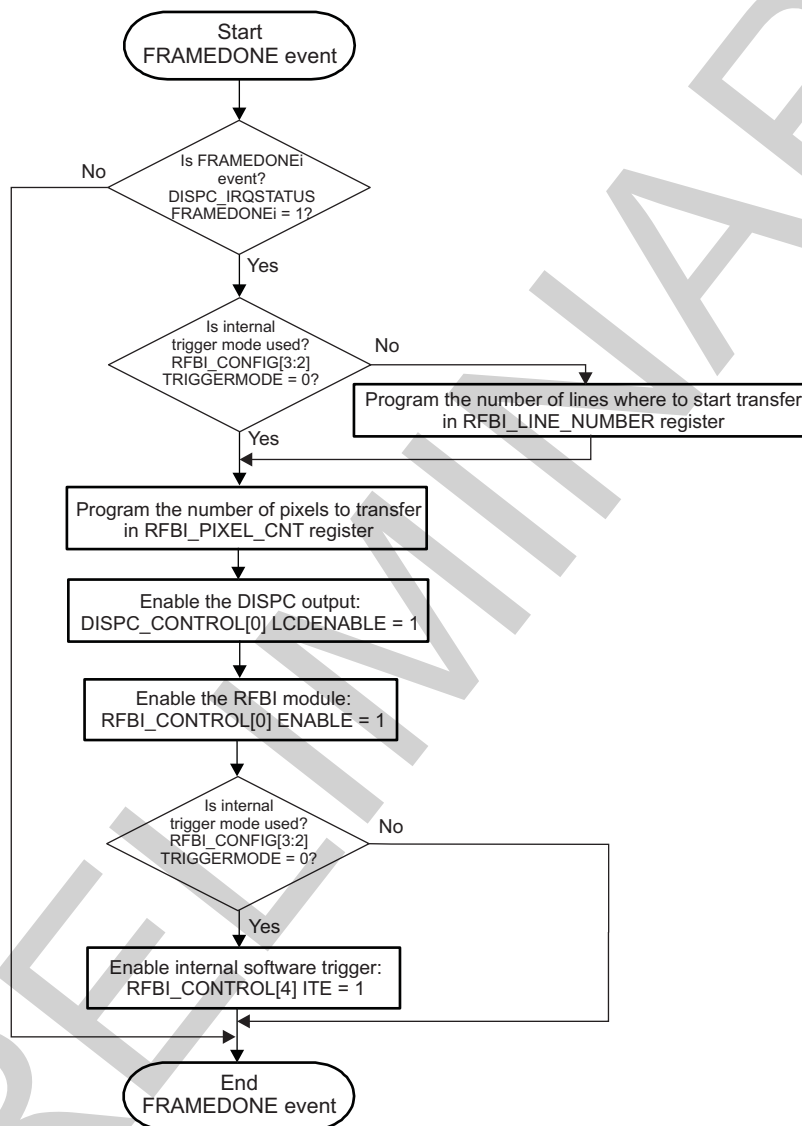 Start
FRAMEDONE event
Is FRAMEDONEi
event?
DISPC_IRQSTATUS
FRAMEDONEi = 1?
No
Yes
Is internal
trigger mode used?
RFBI_CONFIG[3:2]
TRIGGERMODE = 0?
No
Program the number of lines where to start transfer
in RFBI_LINE_NUMBER register
Yes
Program the number of pixels to transfer
in RFBI_PIXEL_CNT register
Enable the DISPC output:
DISPC_CONTROL[0] LCDENABLE = 1
Enable the RFBI module:
RFBI_CONTROL[0] ENABLE = 1
Is internal
trigger mode used?
RFBI_CONFIG[3:2]
TRIGGERMODE = 0?
No
Yes
Enable internal software trigger:
RFBI_CONTROL[4] ITE = 1
End
FRAMEDONE event
RELIMINAR